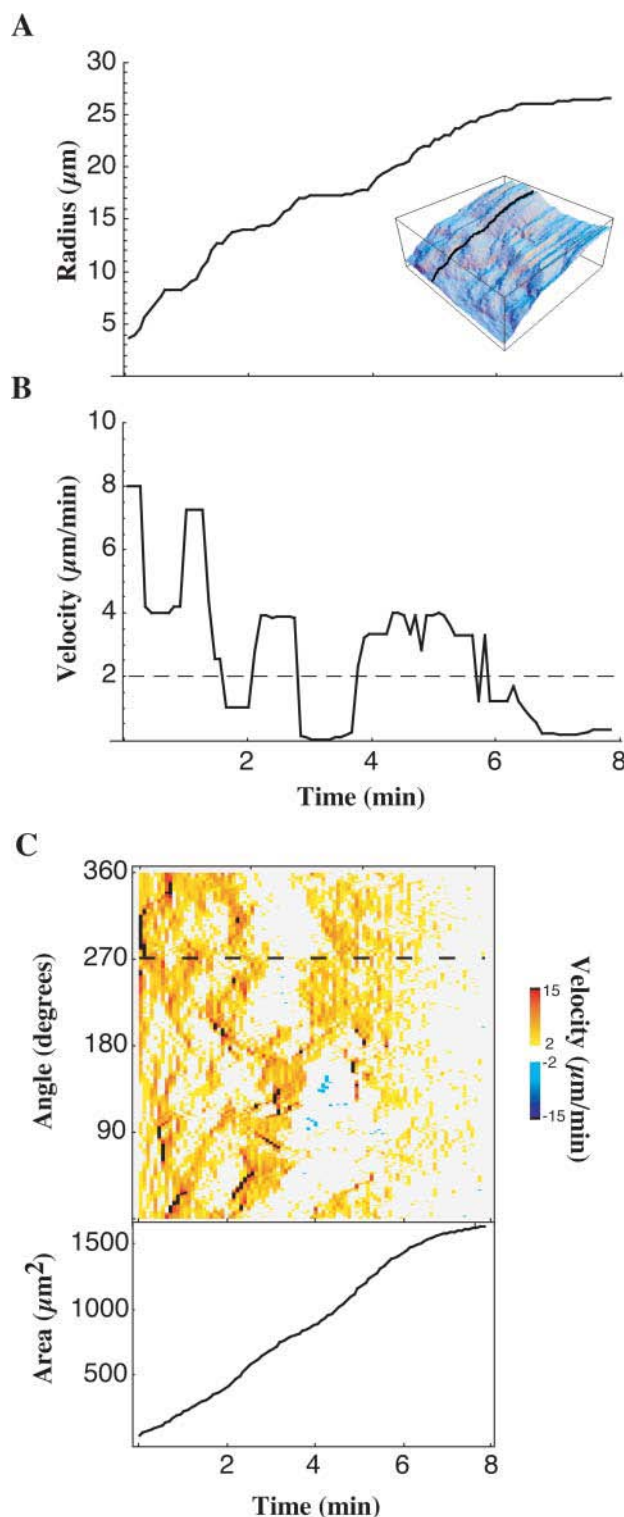 A
30
25
20
15
10
5
Radius (µm)
B
10
8
6
4
2
Velocity (µm/min)
2 4 6 8
Time (min)
C
360
270
180
90
Angle (degrees)
15
2
-2
-15
Velocity (µm/min)
1500
1000
500
Area (µm²)
2 4 6 8
Time (min)